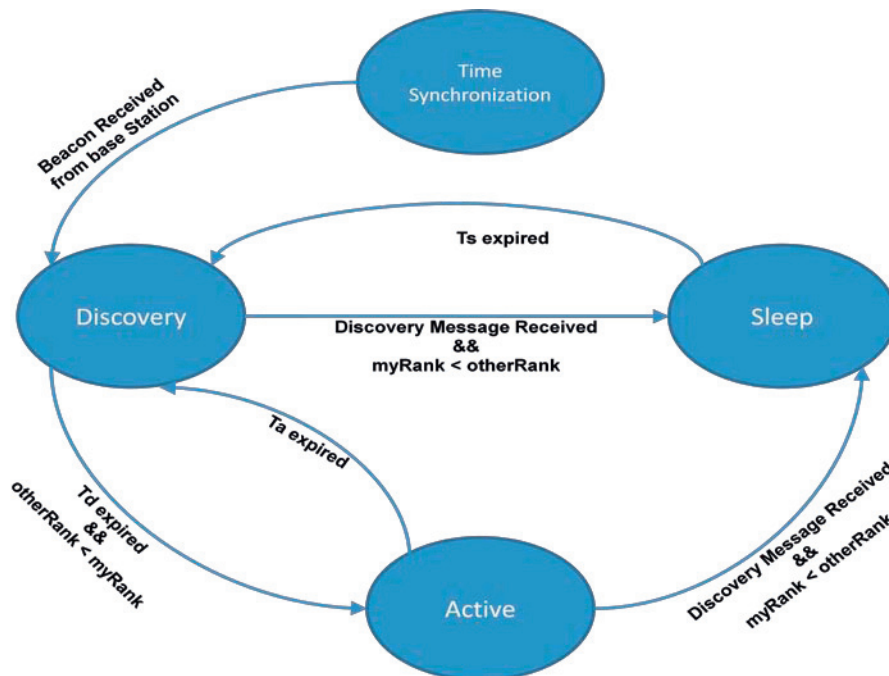 Time
Synchronization
Beacon Received
from base Station
Ts expired
Discovery
Sleep
Discovery Message Received
&&
myRank < otherRank
Ta expired
Td expired
&&
otherRank < myRank
Active
Discovery Message Received
&&
myRank < otherRank